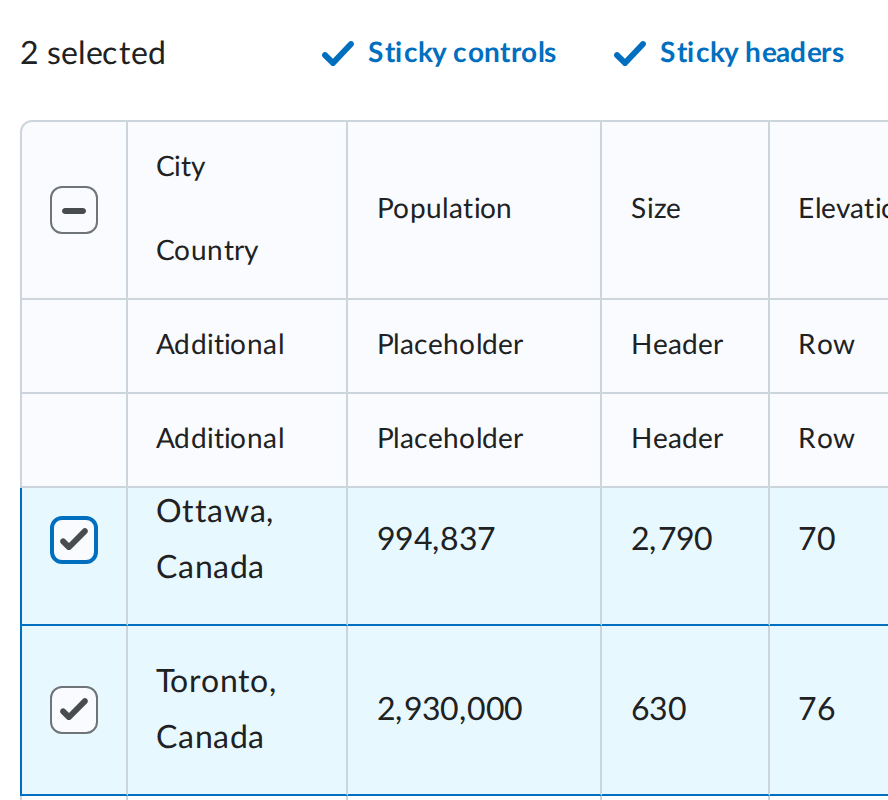 2 selected
Sticky controls
Sticky headers
City
Country
Population
Size
Additional
Placeholder
Header
Row
Additional
Placeholder
Header
Row
Ottawa,
Canada
994,837
2,790
70
Toronto,
Canada
2,930,000
630
76